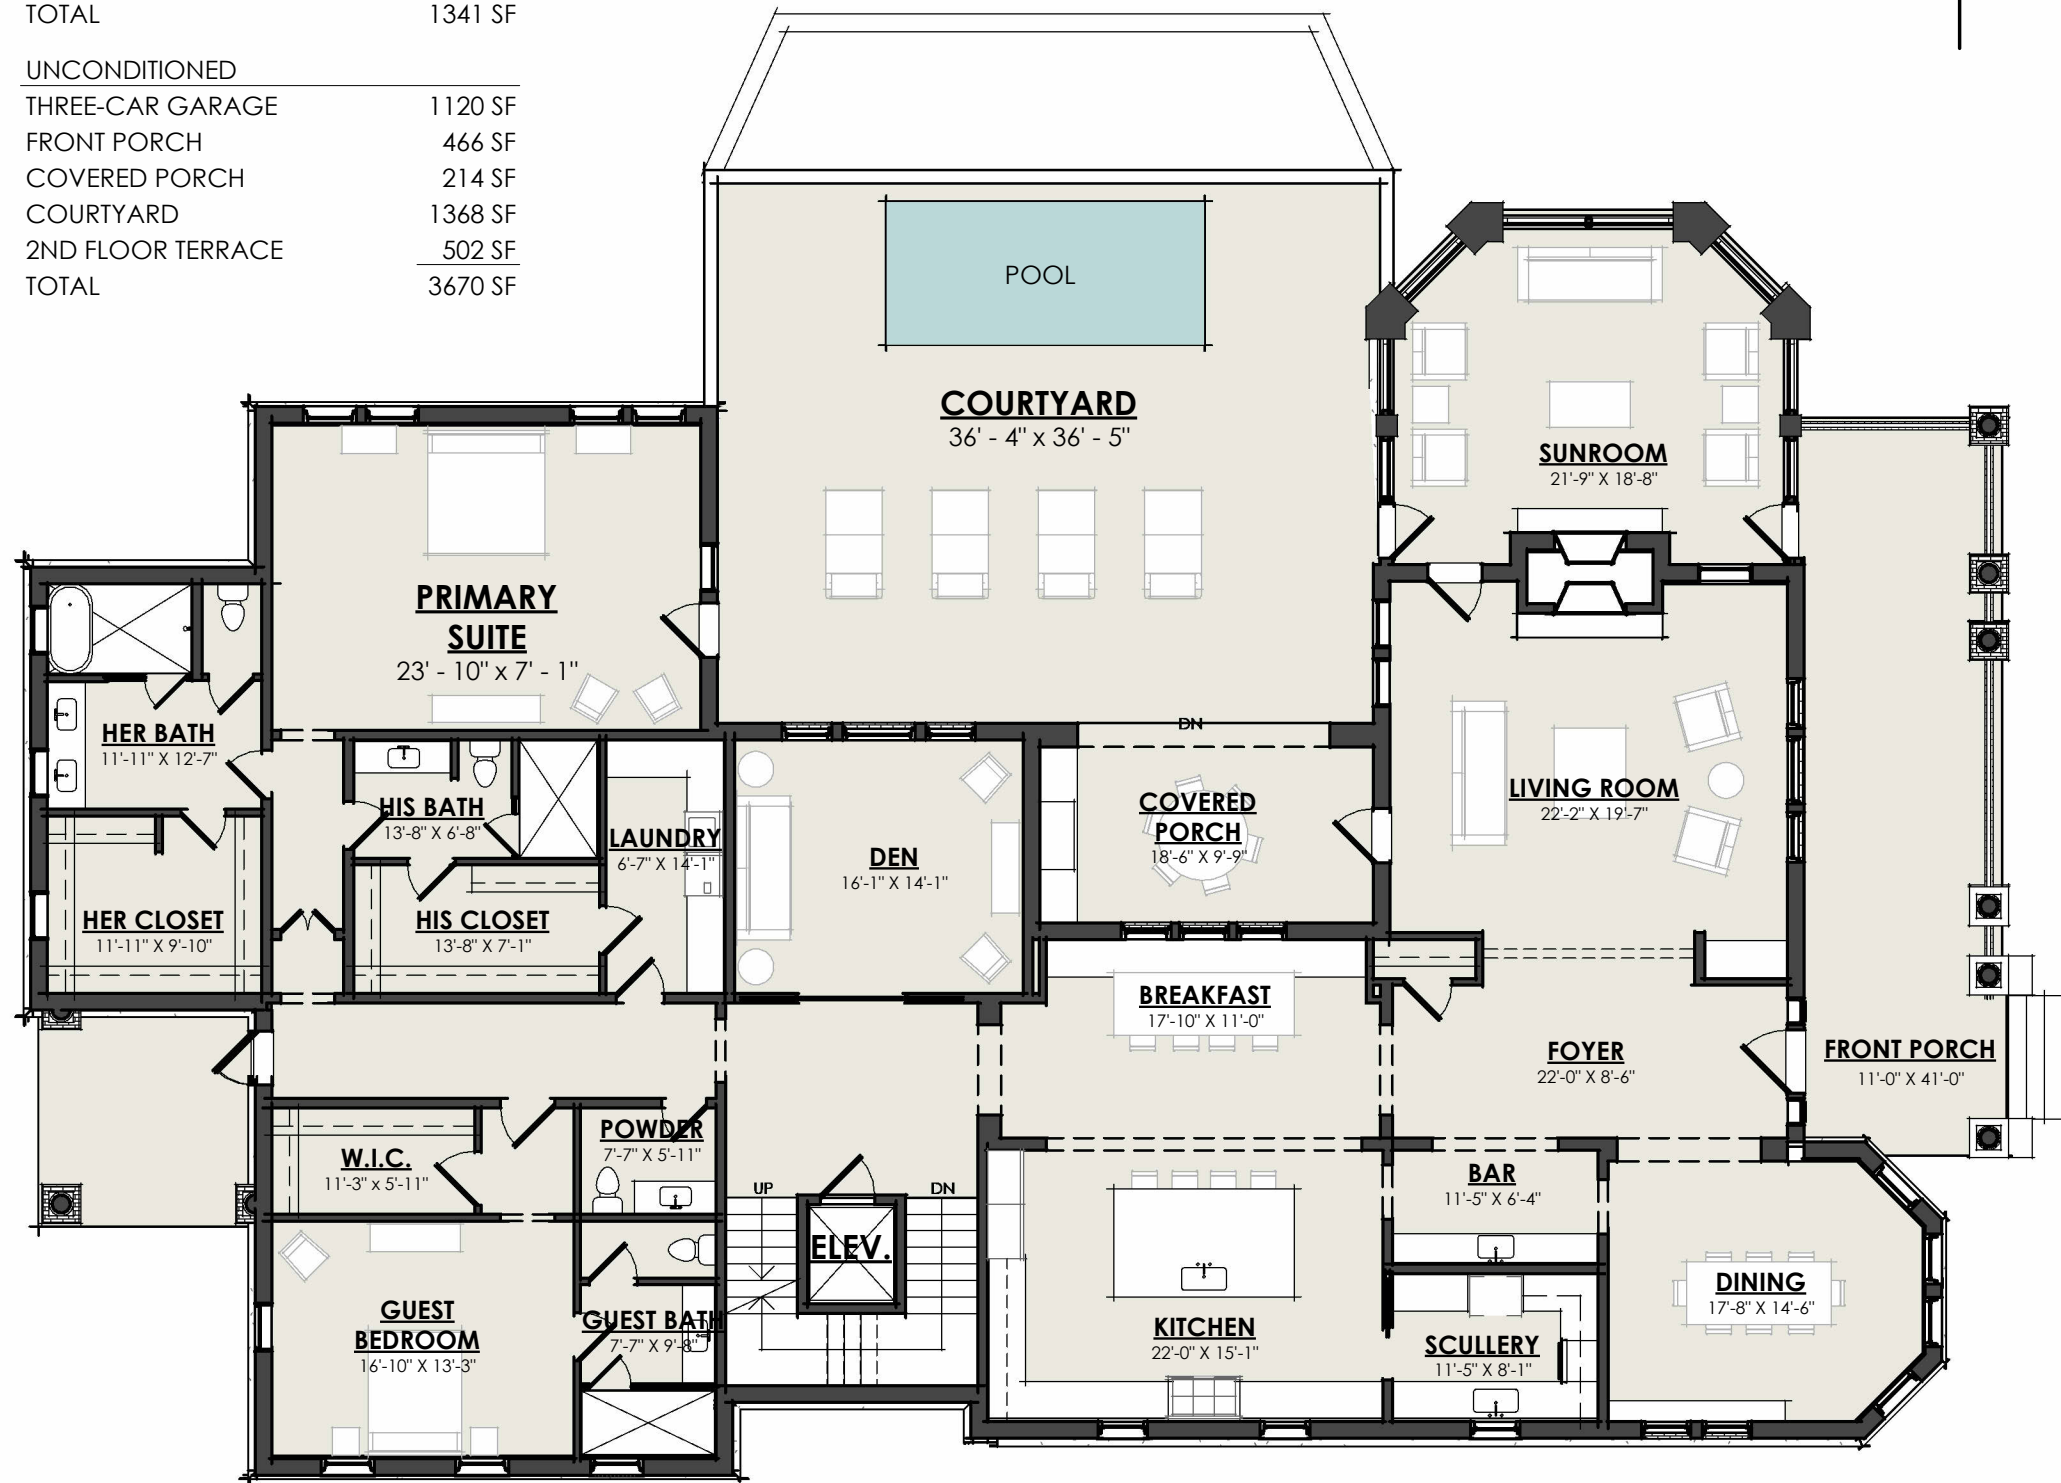 TOTAL 1341 SF
UNCONDITIONED
THREE-CAR GARAGE 1120 SF
FRONT PORCH 466 SF
COVERED PORCH 214 SF
COURTYARD 1368 SF
2ND FLOOR TERRACE 502 SF
TOTAL 3670 SF
POOL
COURTYARD
36' - 4" x 36' - 5"
SUNROOM
21'-9" X 18'-8"
PRIMARY
SUITE
23' - 10" x 7' - 1"
HER BATH
11'-11" X 12'-7"
HIS BATH
13'-8" X 6'-8"
LAUNDRY
6'-7" X 14'-1"
DEN
16'-1" X 14'-1"
DN
COVERED
PORCH
18'-6" X 9'-9"
LIVING ROOM
22'-2" X 19'-7"
HER CLOSET
11'-11" X 9'-10"
HIS CLOSET
13'-8" X 7'-1"
BREAKFAST
17'-10" X 11'-0"
FOYER
22'-0" X 8'-6"
FRONT PORCH
11'-0" X 41'-0"
W.I.C.
11'-3" x 5'-11"
POWDER
7'-7" X 5'-11"
UP
DN
ELEV.
BAR
11'-5" X 6'-4"
GUEST
BEDROOM
16'-10" X 13'-3"
GUEST BATH
7'-7" X 9'-8"
KITCHEN
22'-0" X 15'-1"
SCULLERY
11'-5" X 8'-1"
DINING
17'-8" X 14'-6"